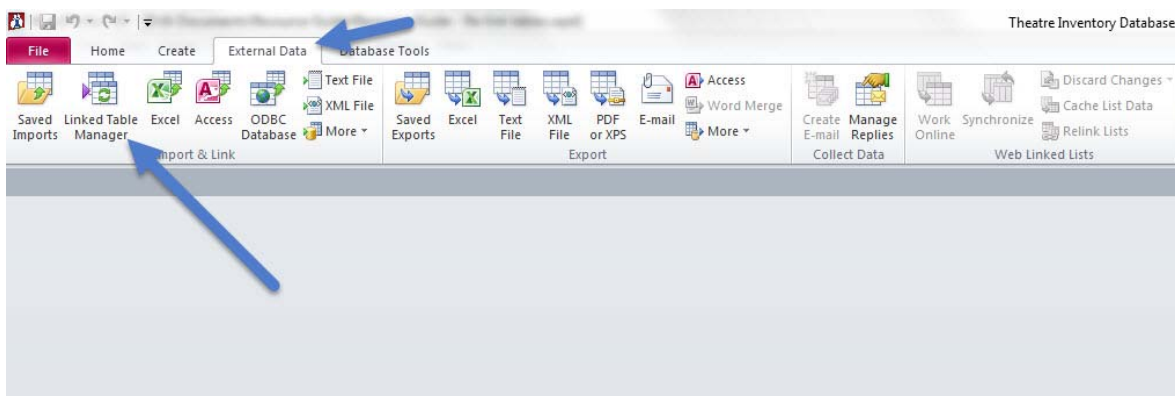 Theatre Inventory Database
File Home Create External Data Database Tools
Saved Imports
Linked Table Manager
Excel
Access
ODBC Database
Text File
XML File
More
Import & Link
Saved Exports
Excel
Text File
XML File
PDF or XPS
E-mail
Access
Word Merge
More
Export
Create E-mail
Manage Replies
Collect Data
Work Online
Synchronize
Discard Changes
Cache List Data
Relink Lists
Web Linked Lists